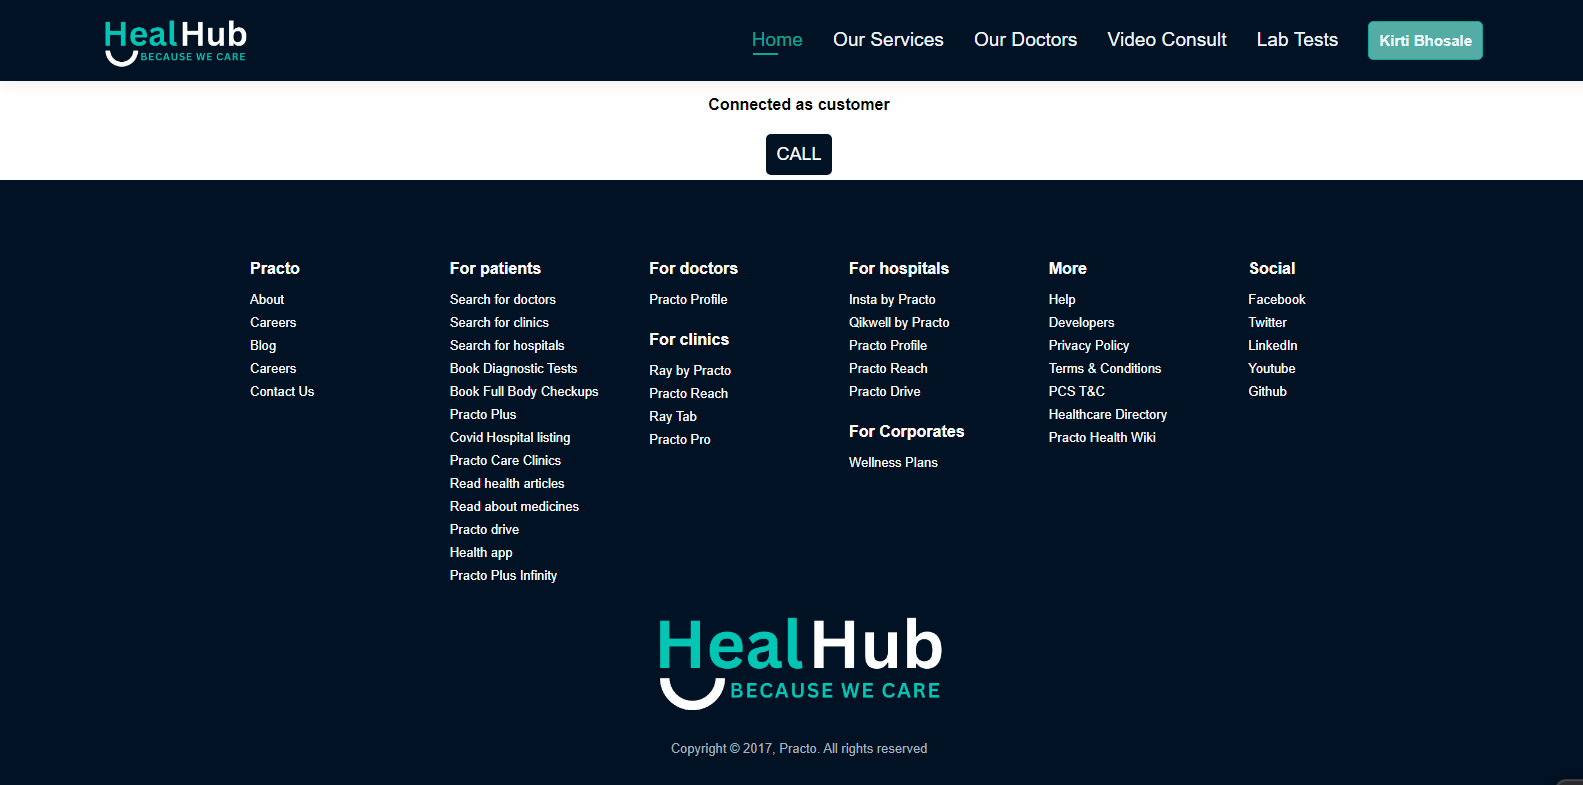 HealHub
BECAUSE WE CARE
Home Our Services Our Doctors Video Consult Lab Tests Kirti Bhosale
Connected as customer
CALL
Practo
About
Careers
Blog
Careers
Contact Us
For patients
Search for doctors
Search for clinics
Search for hospitals
Book Diagnostic Tests
Book Full Body Checkups
Practo Plus
Covid Hospital listing
Practo Care Clinics
Read health articles
Read about medicines
Practo drive
Health app
Practo Plus Infinity
For doctors
Practo Profile
For clinics
Ray by Practo
Practo Reach
Ray Tab
Practo Pro
For hospitals
Insta by Practo
Qikwell by Practo
Practo Profile
Practo Reach
Practo Drive
For Corporates
Wellness Plans
More
Help
Developers
Privacy Policy
Terms & Conditions
PCS T&C
Healthcare Directory
Practo Health Wiki
Social
Facebook
Twitter
LinkedIn
Youtube
Github
HealHub
BECAUSE WE CARE
Copyright © 2017, Practo. All rights reserved